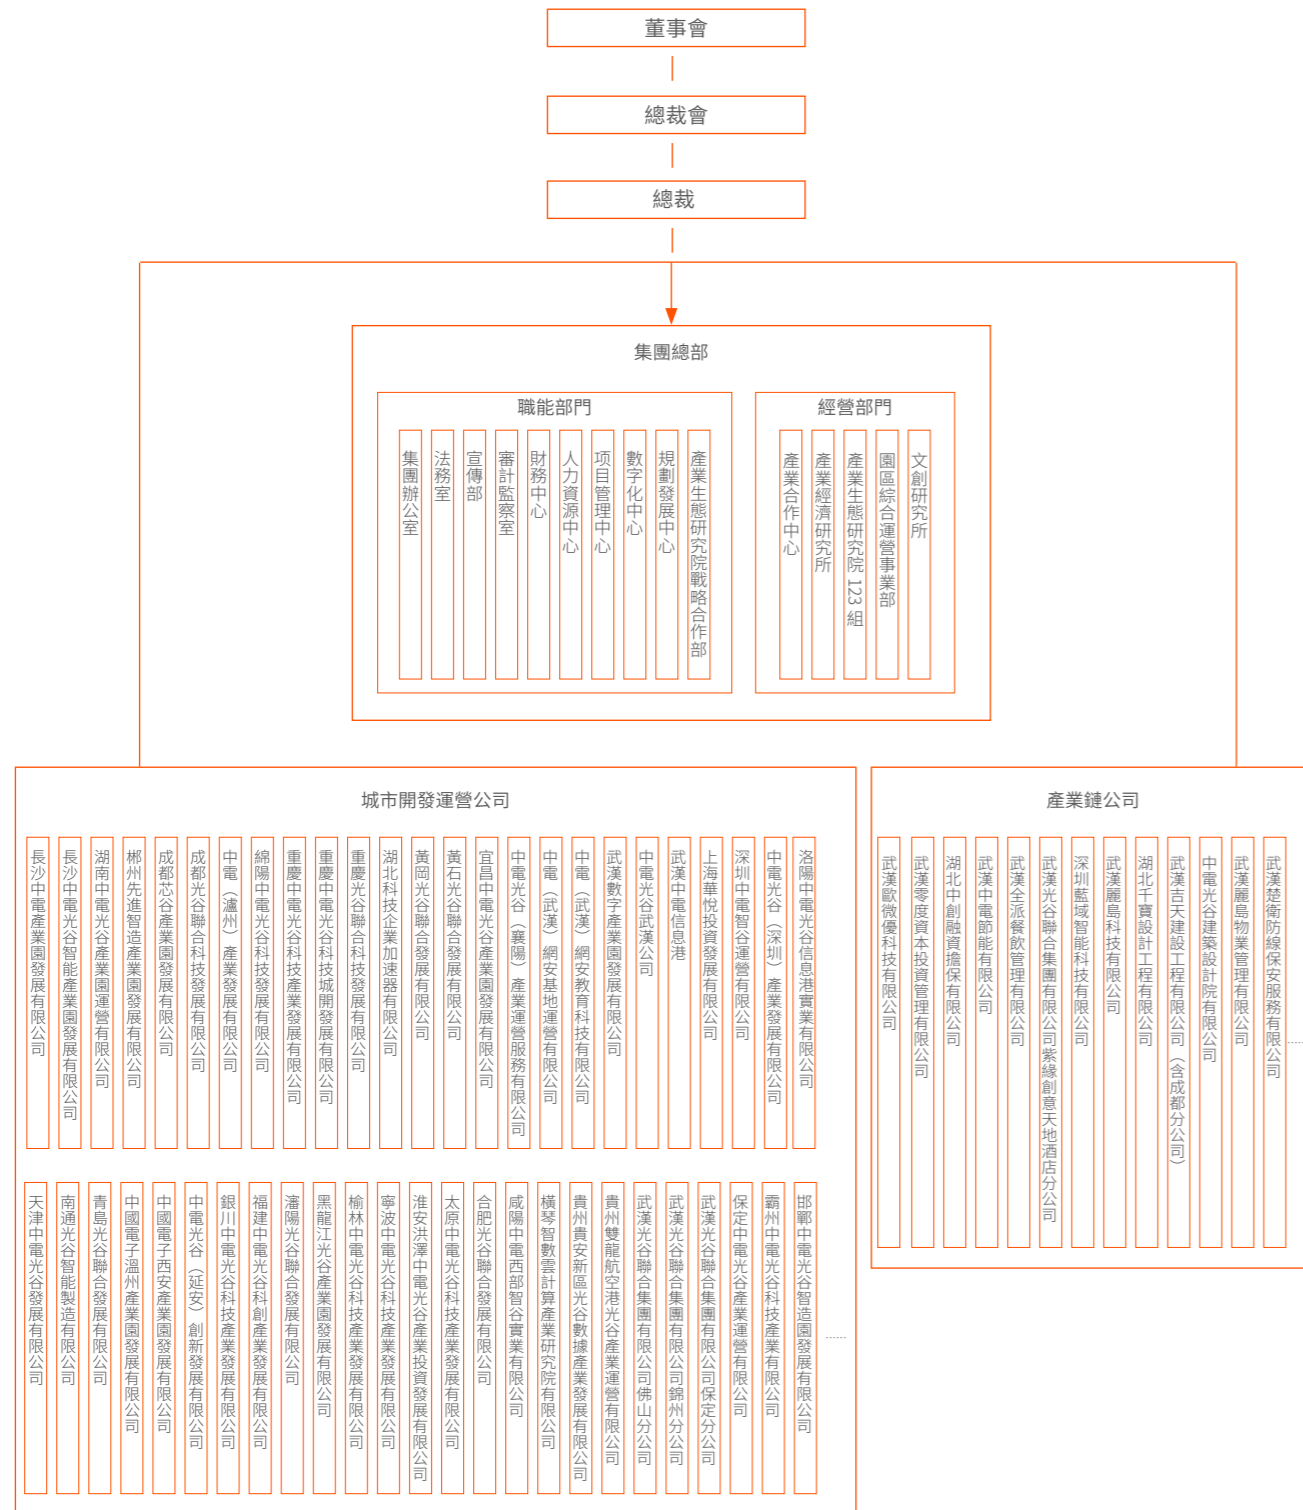 董事會
總裁會
總裁
集團總部
職能部門
集團辦公室
法務室
宣傳部
審計監察室
財務中心
人力資源中心
项目管理中心
數字化中心
規劃發展中心
產業生態研究院戰略合作部
經營部門
產業合作中心
產業經濟研究所
產業生態研究院 123 組
園區綜合運營事業部
文創研究所
城市開發運營公司
長沙中電產業園發展有限公司
長沙中電光谷智能產業園發展有限公司
湖南中電光谷產業園運營有限公司
郴州先進智造產業園發展有限公司
成都芯谷產業園發展有限公司
成都光谷聯合科技發展有限公司
中電（瀘州）產業發展有限公司
綿陽中電光谷科技發展有限公司
重慶中電光谷科技產業發展有限公司
重慶中電光谷科技城開發有限公司
重慶光谷聯合科技發展有限公司
湖北科技企業加速器有限公司
黃岡光谷聯合發展有限公司
黃石光谷聯合發展有限公司
宜昌中電光谷產業園發展有限公司
中電光谷（襄陽）產業運營服務有限公司
中電（武漢）網安基地運營有限公司
中電（武漢）網安教育科技有限公司
武漢數字產業園發展有限公司
中電光谷武漢公司
武漢中電信息港
上海華悅投資發展有限公司
深圳中電智谷運營有限公司
中電光谷（深圳）產業發展有限公司
洛陽中電光谷信息港實業有限公司
天津中電光谷發展有限公司
南通光谷智能製造有限公司
青島光谷聯合發展有限公司
中國電子溫州產業園發展有限公司
中國電子西安產業園發展有限公司
中電光谷（延安）創新發展有限公司
銀川中電光谷科技產業發展有限公司
福建中電光谷科創產業發展有限公司
瀋陽光谷聯合發展有限公司
黑龍江光谷產業園發展有限公司
榆林中電光谷科技產業發展有限公司
寧波中電光谷科技產業發展有限公司
淮安洪澤中電光谷產業投資發展有限公司
太原中電光谷科技產業發展有限公司
合肥光谷聯合發展有限公司
咸陽中電西部智谷實業有限公司
橫琴智數雲計算產業研究院有限公司
貴州貴安新區光谷數據產業發展有限公司
貴州雙龍航空港光谷產業運營有限公司
武漢光谷聯合集團有限公司佛山分公司
武漢光谷聯合集團有限公司錦州分公司
武漢光谷聯合集團有限公司保定分公司
保定中電光谷產業運營有限公司
霸州中電光谷科技產業有限公司
邯鄲中電光谷智造園發展有限公司
產業鏈公司
武漢歐微優科技有限公司
武漢零度資本投資管理有限公司
湖北中創融資擔保有限公司
武漢中電節能有限公司
武漢全派餐飲管理有限公司
武漢光谷聯合集團有限公司紫緣創意天地酒店分公司
深圳藍域智能科技有限公司
武漢麗島科技有限公司
湖北千寶設計工程有限公司
武漢吉天建設工程有限公司（含成都分公司）
中電光谷建築設計院有限公司
武漢麗島物業管理有限公司
武漢楚衛防線保安服務有限公司